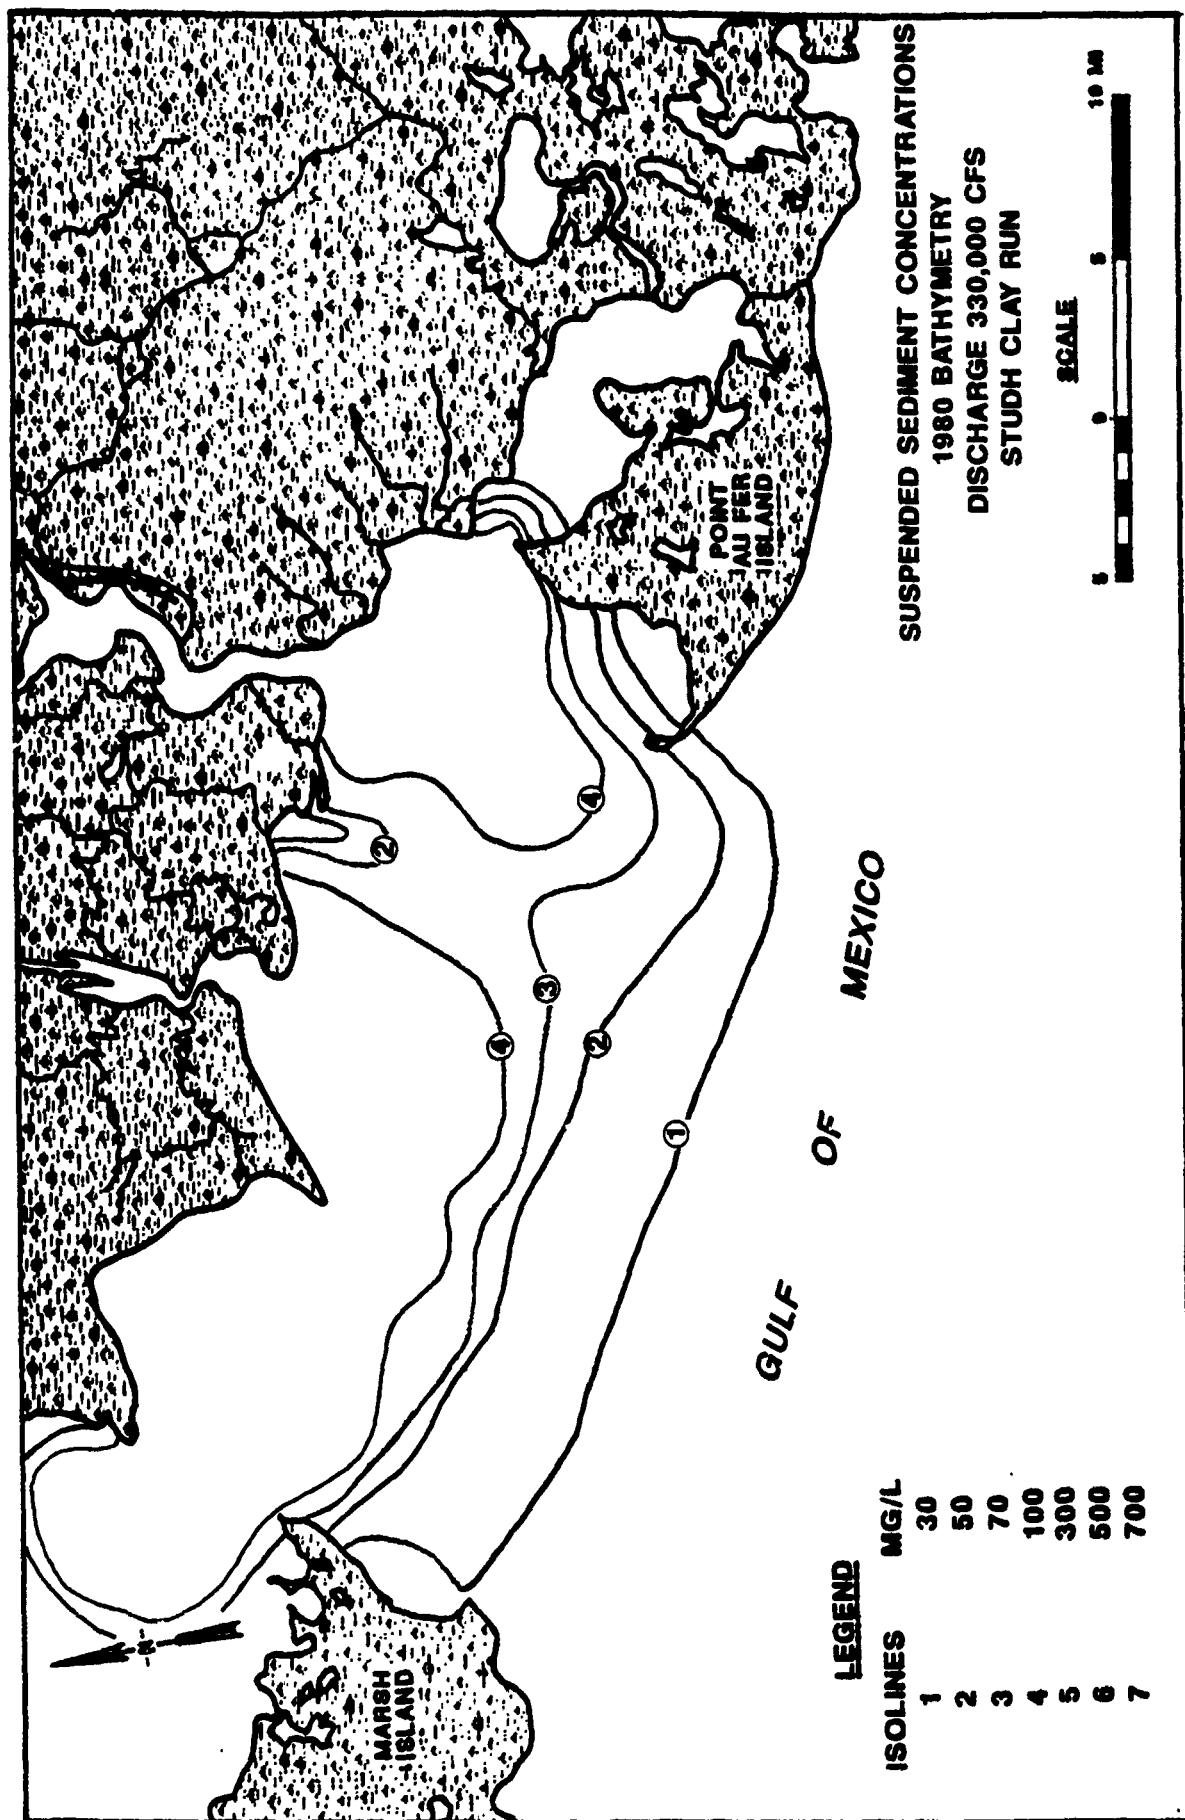 N
MARSH
ISLAND
POINT
AU FER
ISLAND
4
2
4
3
2
1
GULF OF MEXICO
LEGEND
ISOLINES MG/L
1 30
2 50
3 70
4 100
5 300
6 500
7 700
SUSPENDED SEDIMENT CONCENTRATIONS
1980 BATHYMETRY
DISCHARGE 330,000 CFS
STUDH CLAY RUN
SCALE
5 0 5 10 MI